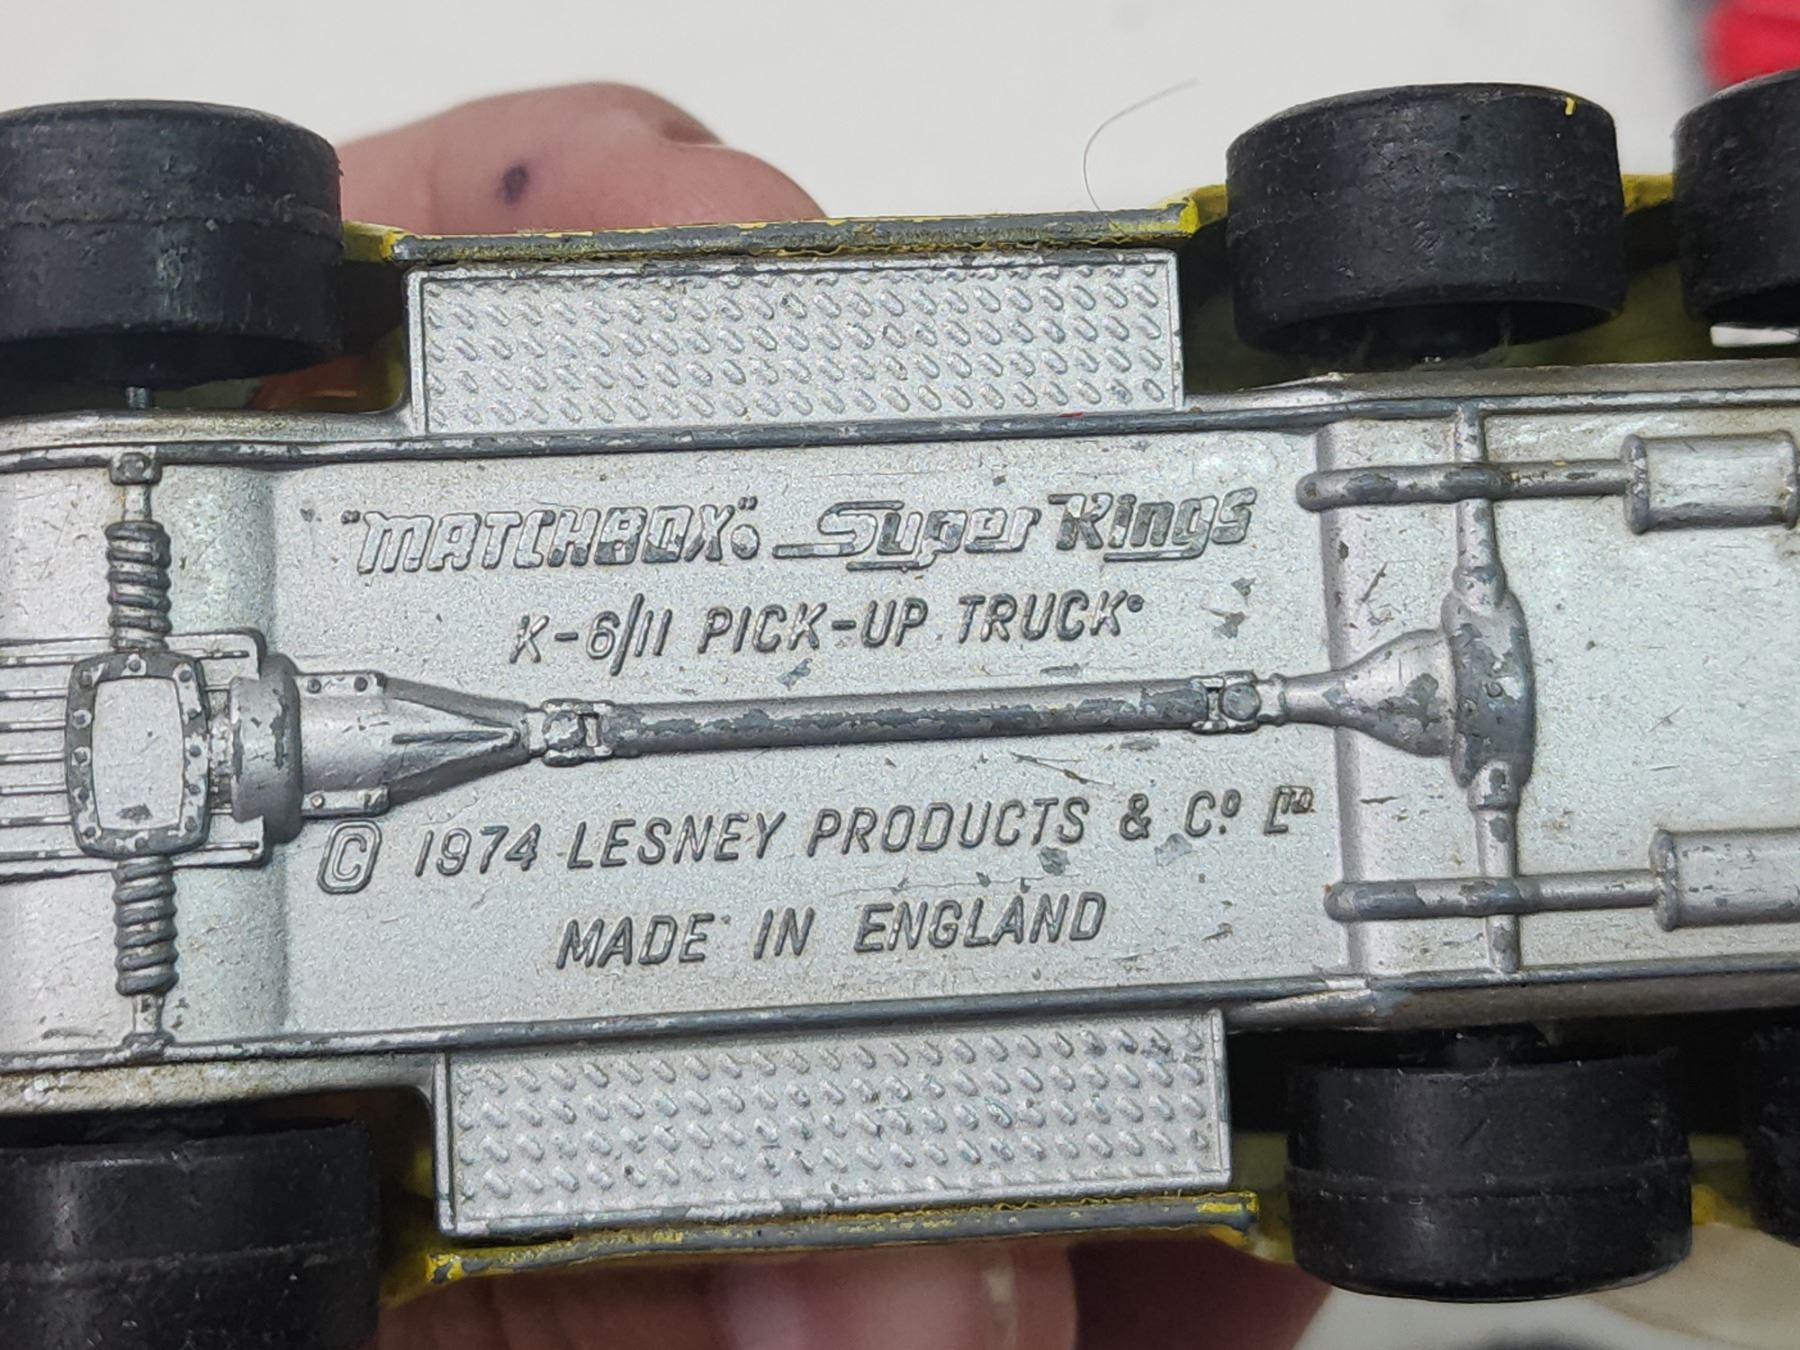 "MATCHBOX" Super Kings
K-6/11 PICK-UP TRUCK
© 1974 LESNEY PRODUCTS & Cº LTD
MADE IN ENGLAND